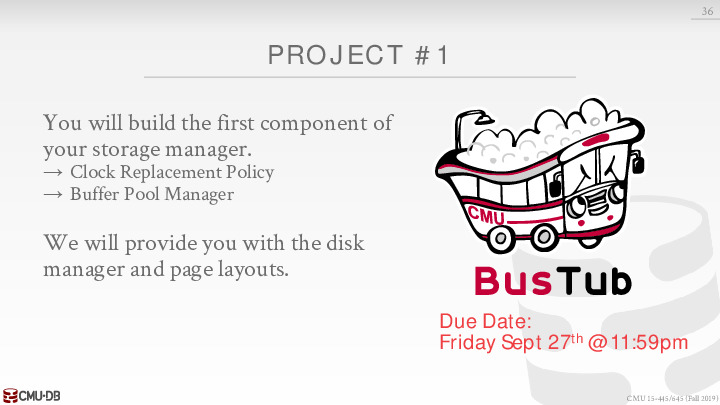 36
PROJECT #1
You will build the first component of
your storage manager.
→ Clock Replacement Policy
→ Buffer Pool Manager
We will provide you with the disk
manager and page layouts.
CMU
BusTub
Due Date:
Friday Sept 27th @11:59pm
CMU·DB
CMU 15-445/645 (Fall 2019)